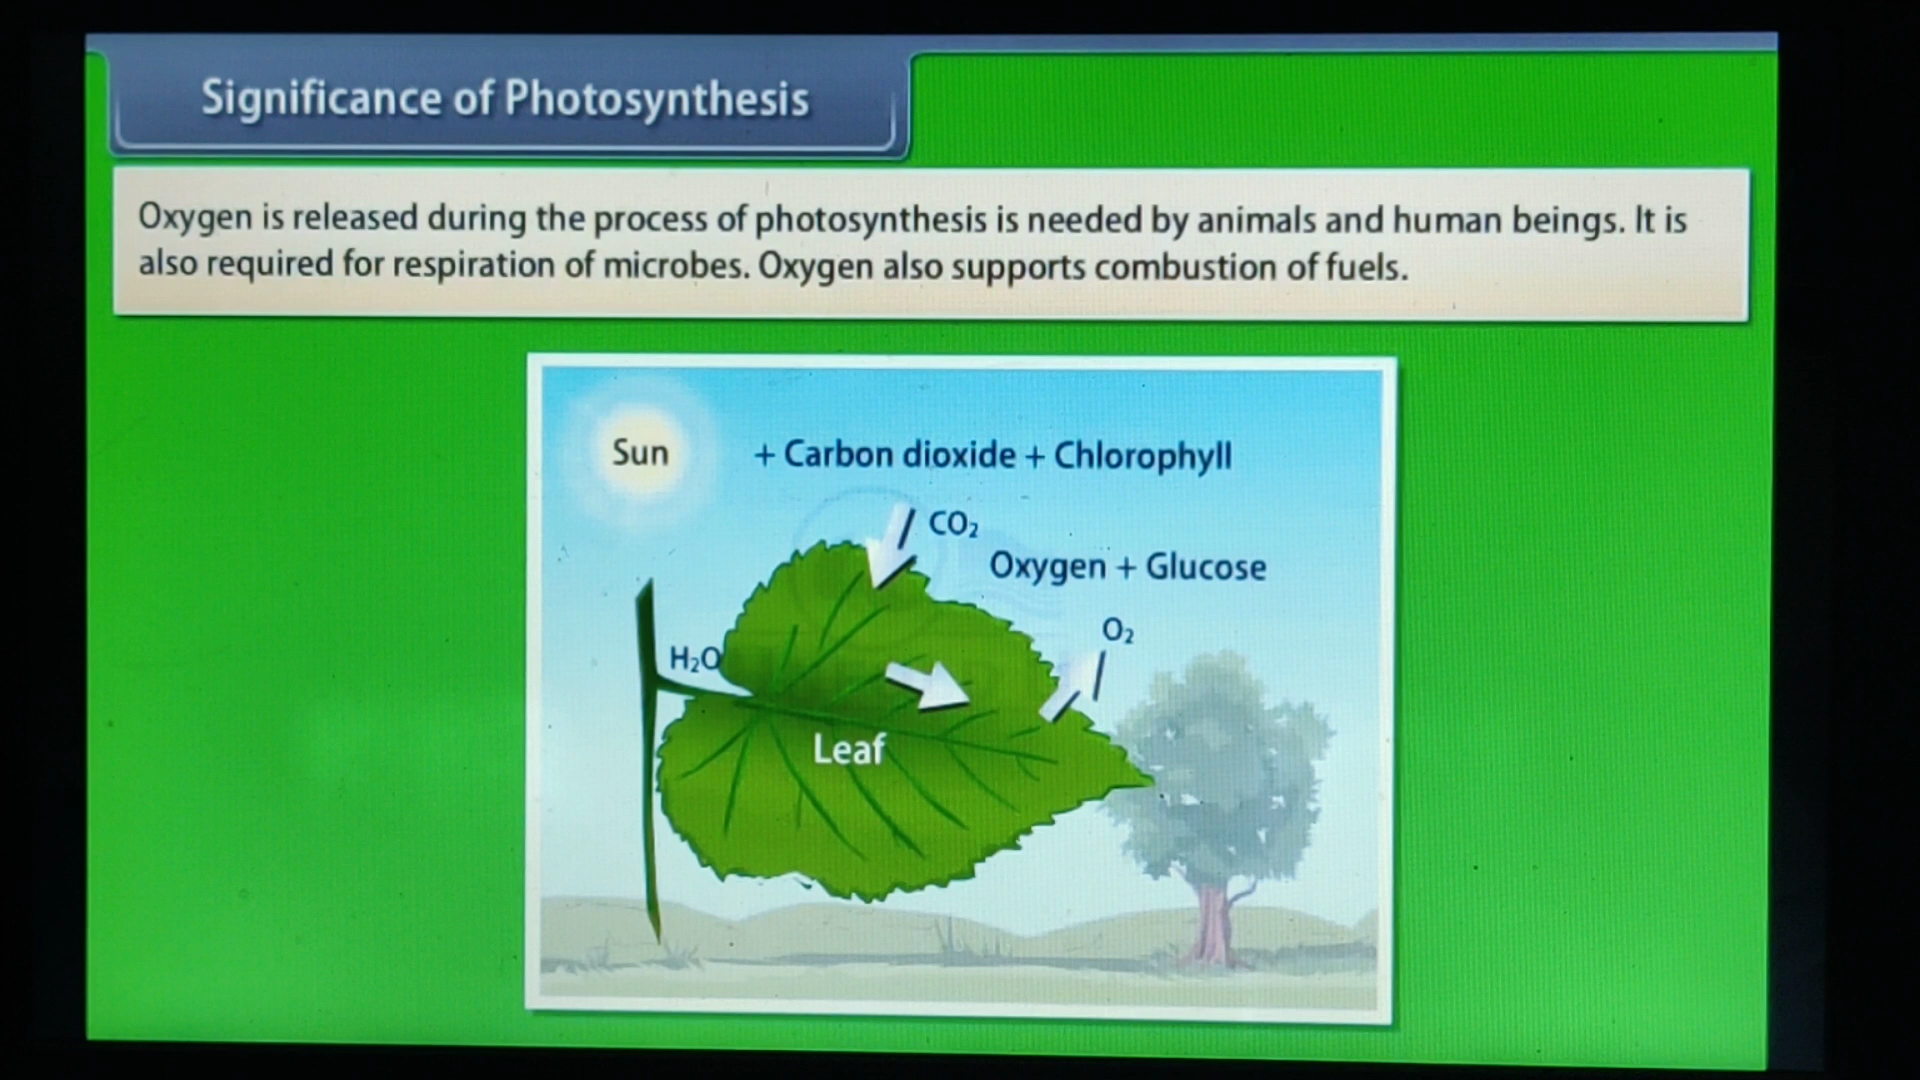 Significance of Photosynthesis
Oxygen is released during the process of photosynthesis is needed by animals and human beings. It is
also required for respiration of microbes. Oxygen also supports combustion of fuels.
Sun + Carbon dioxide + Chlorophyll
CO₂
Oxygen + Glucose
O₂
H₂O
Leaf